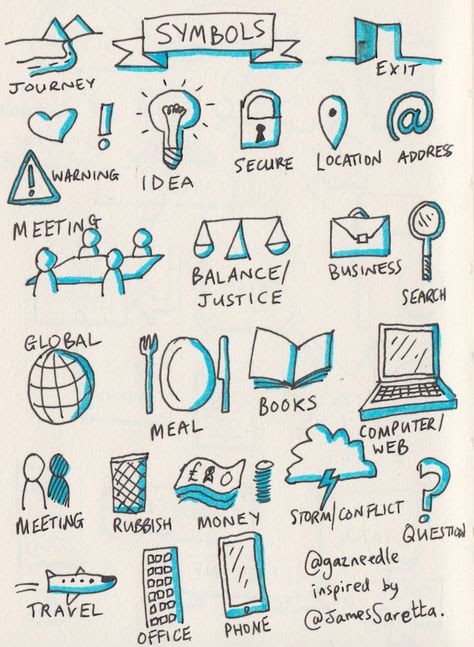 SYMBOLS
JOURNEY
EXIT
!
WARNING
!
IDEA
SECURE
LOCATION
@
ADDRESS
MEETING
BALANCE/
JUSTICE
BUSINESS
SEARCH
GLOBAL
MEAL
BOOKS
COMPUTER/
WEB
MEETING
RUBBISH
£
MONEY
STORM/CONFLICT
?
QUESTION
TRAVEL
OFFICE
PHONE
@gazneedle
inspired by
@JamesSaretta.